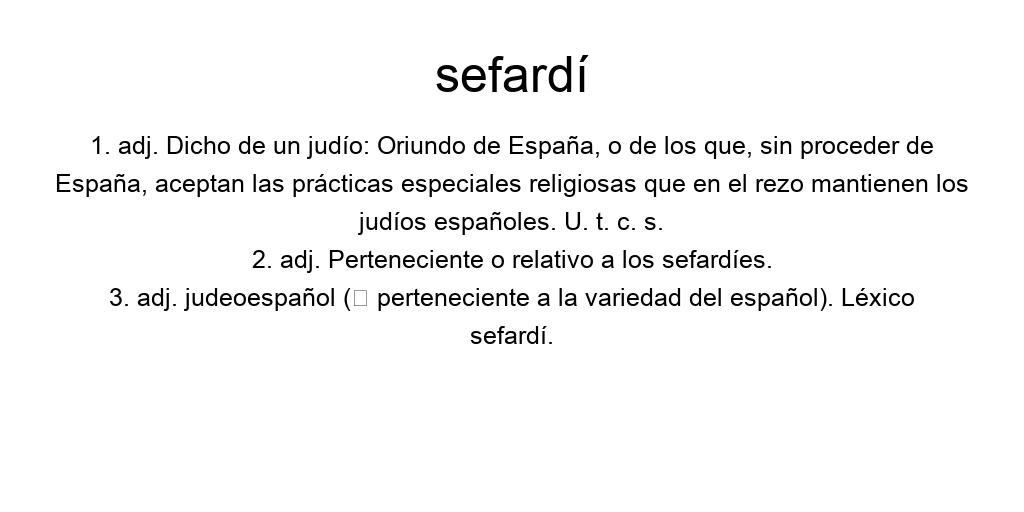 sefardí
1. adj. Dicho de un judío: Oriundo de España, o de los que, sin proceder de
España, aceptan las prácticas especiales religiosas que en el rezo mantienen los
judíos españoles. U. t. c. s.
2. adj. Perteneciente o relativo a los sefardíes.
3. adj. judeoespañol (□ perteneciente a la variedad del español). Léxico
sefardí.